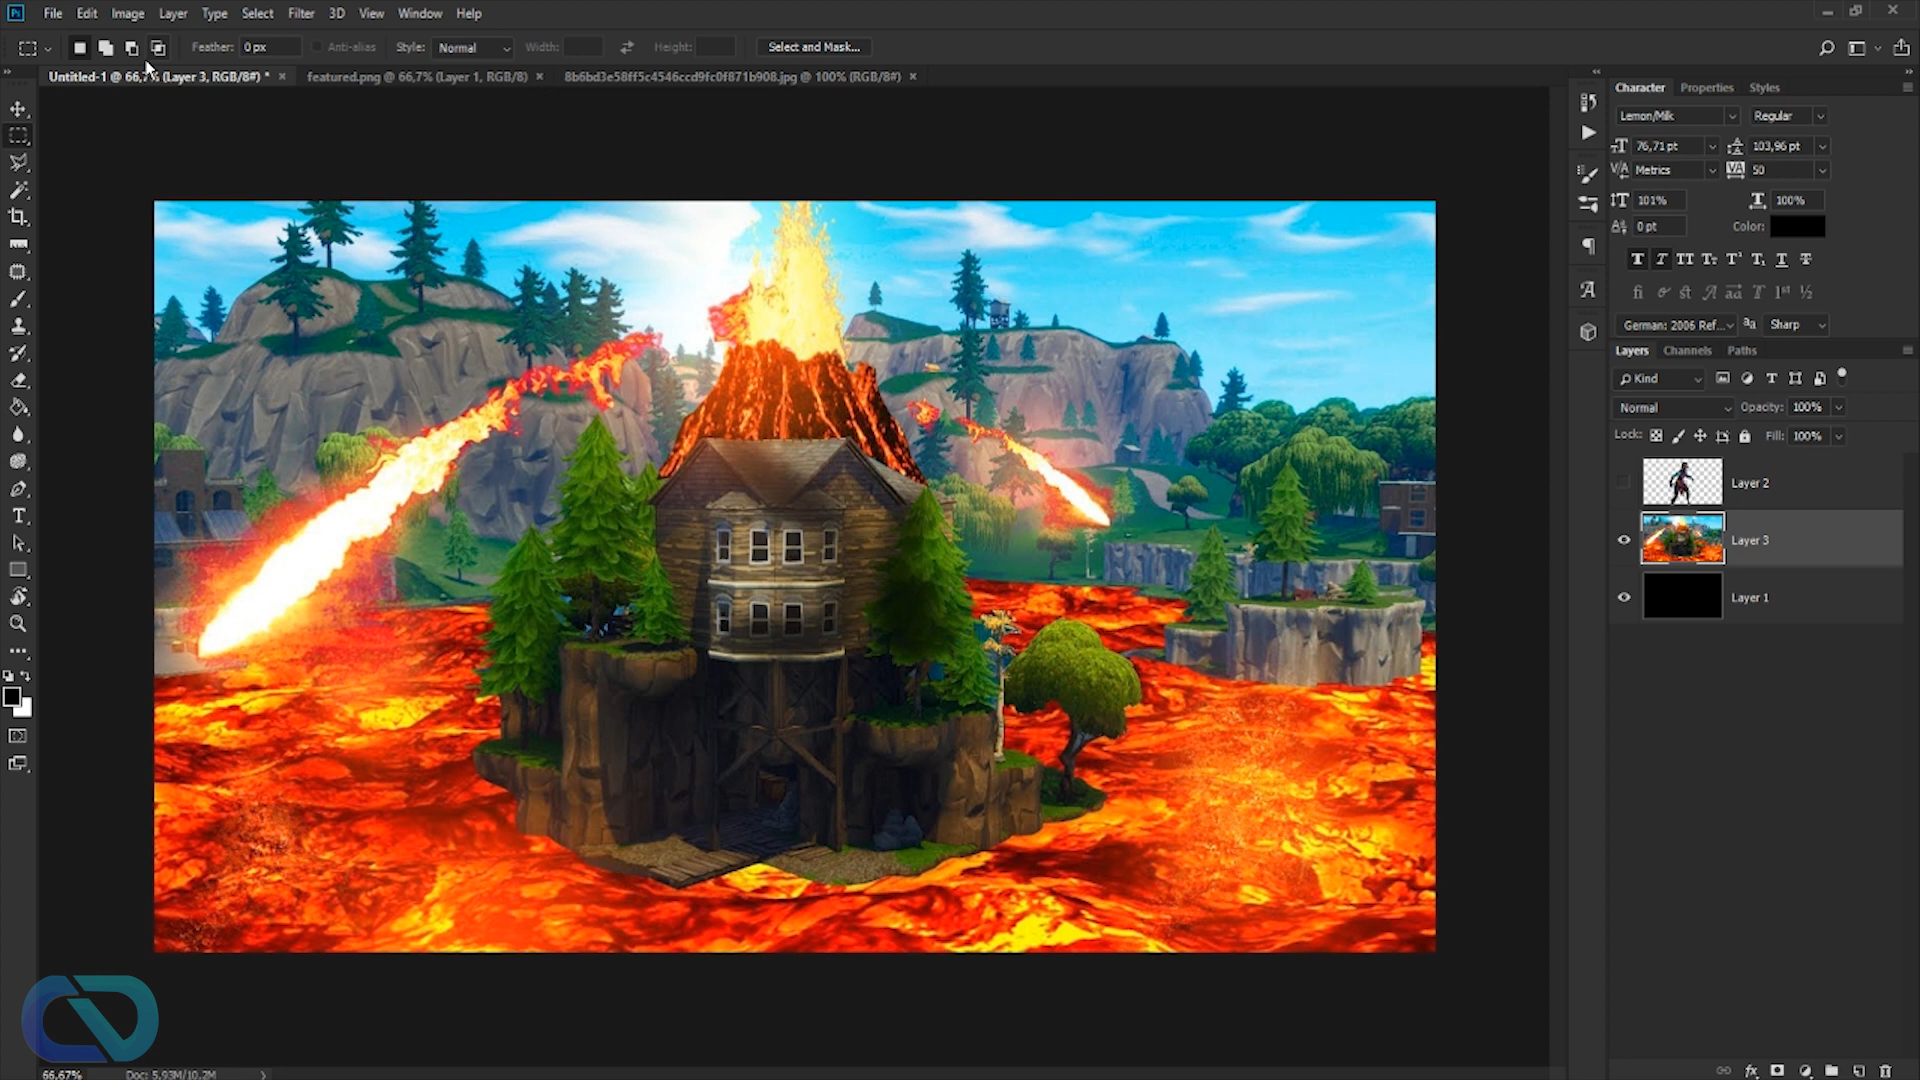 Ps File Edit Image Layer Type Select Filter 3D View Window Help
Feather: 0 px Anti-alias Style: Normal Width: Height: Select and Mask...
Untitled-1 @ 66,7% (Layer 3, RGB/8#) * featured.png @ 66,7% (Layer 1, RGB/8) 8b6bd3e58ff5c4546ccd9fc0f871b908.jpg @ 100% (RGB/8#)
Character Properties Styles
Lemon/Milk Regular
76,71 pt 103,96 pt
Metrics 50
101% 100%
0 pt Color:
German: 2006 Ref... aa Sharp
Layers Channels Paths
Kind
Normal Opacity: 100%
Lock: Fill: 100%
Layer 2
Layer 3
Layer 1
66,67% Doc: 5,93M/10,2M